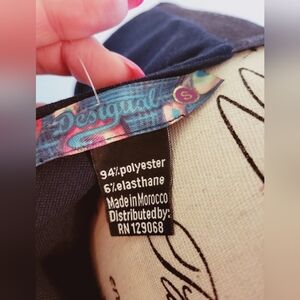 Desigual
S
94%polyester
6%elasthane
Made in Morocco
Distributed by:
RN 129068